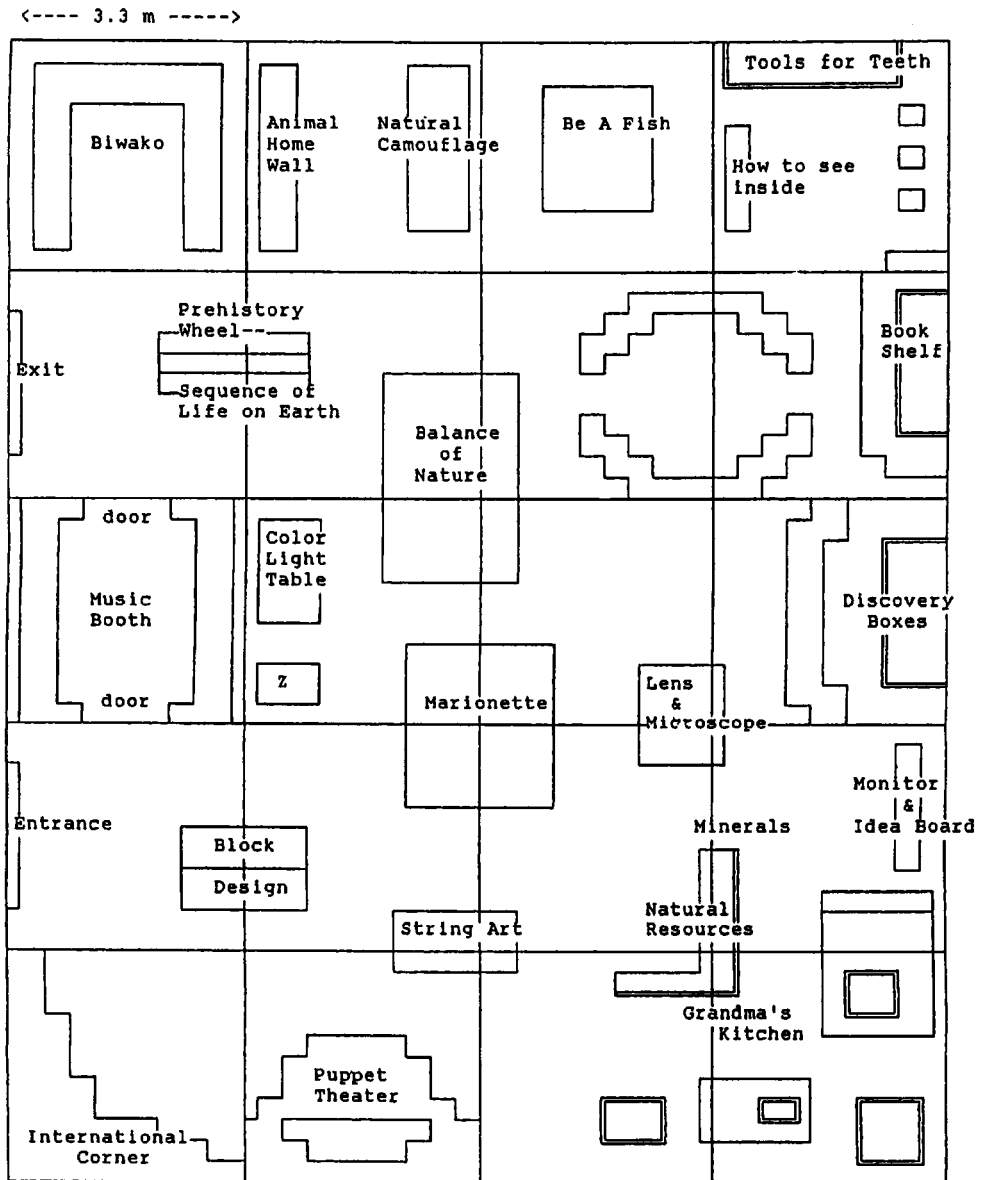 <---- 3.3 m ----->
Tools for Teeth
Biwako
Animal
Home
Wall
Natural
Camouflage
Be A Fish
How to see
inside
Prehistory
Wheel--
Sequence of
Life on Earth
Exit
Book
Shelf
Balance
of
Nature
door
Music
Booth
door
Color
Light
Table
Z
Discovery
Boxes
Marionette
Lens
&
Microscope
Entrance
Block
Design
Monitor
&
Idea Board
Minerals
Natural
Resources
String Art
Grandma's
Kitchen
Puppet
Theater
International
Corner